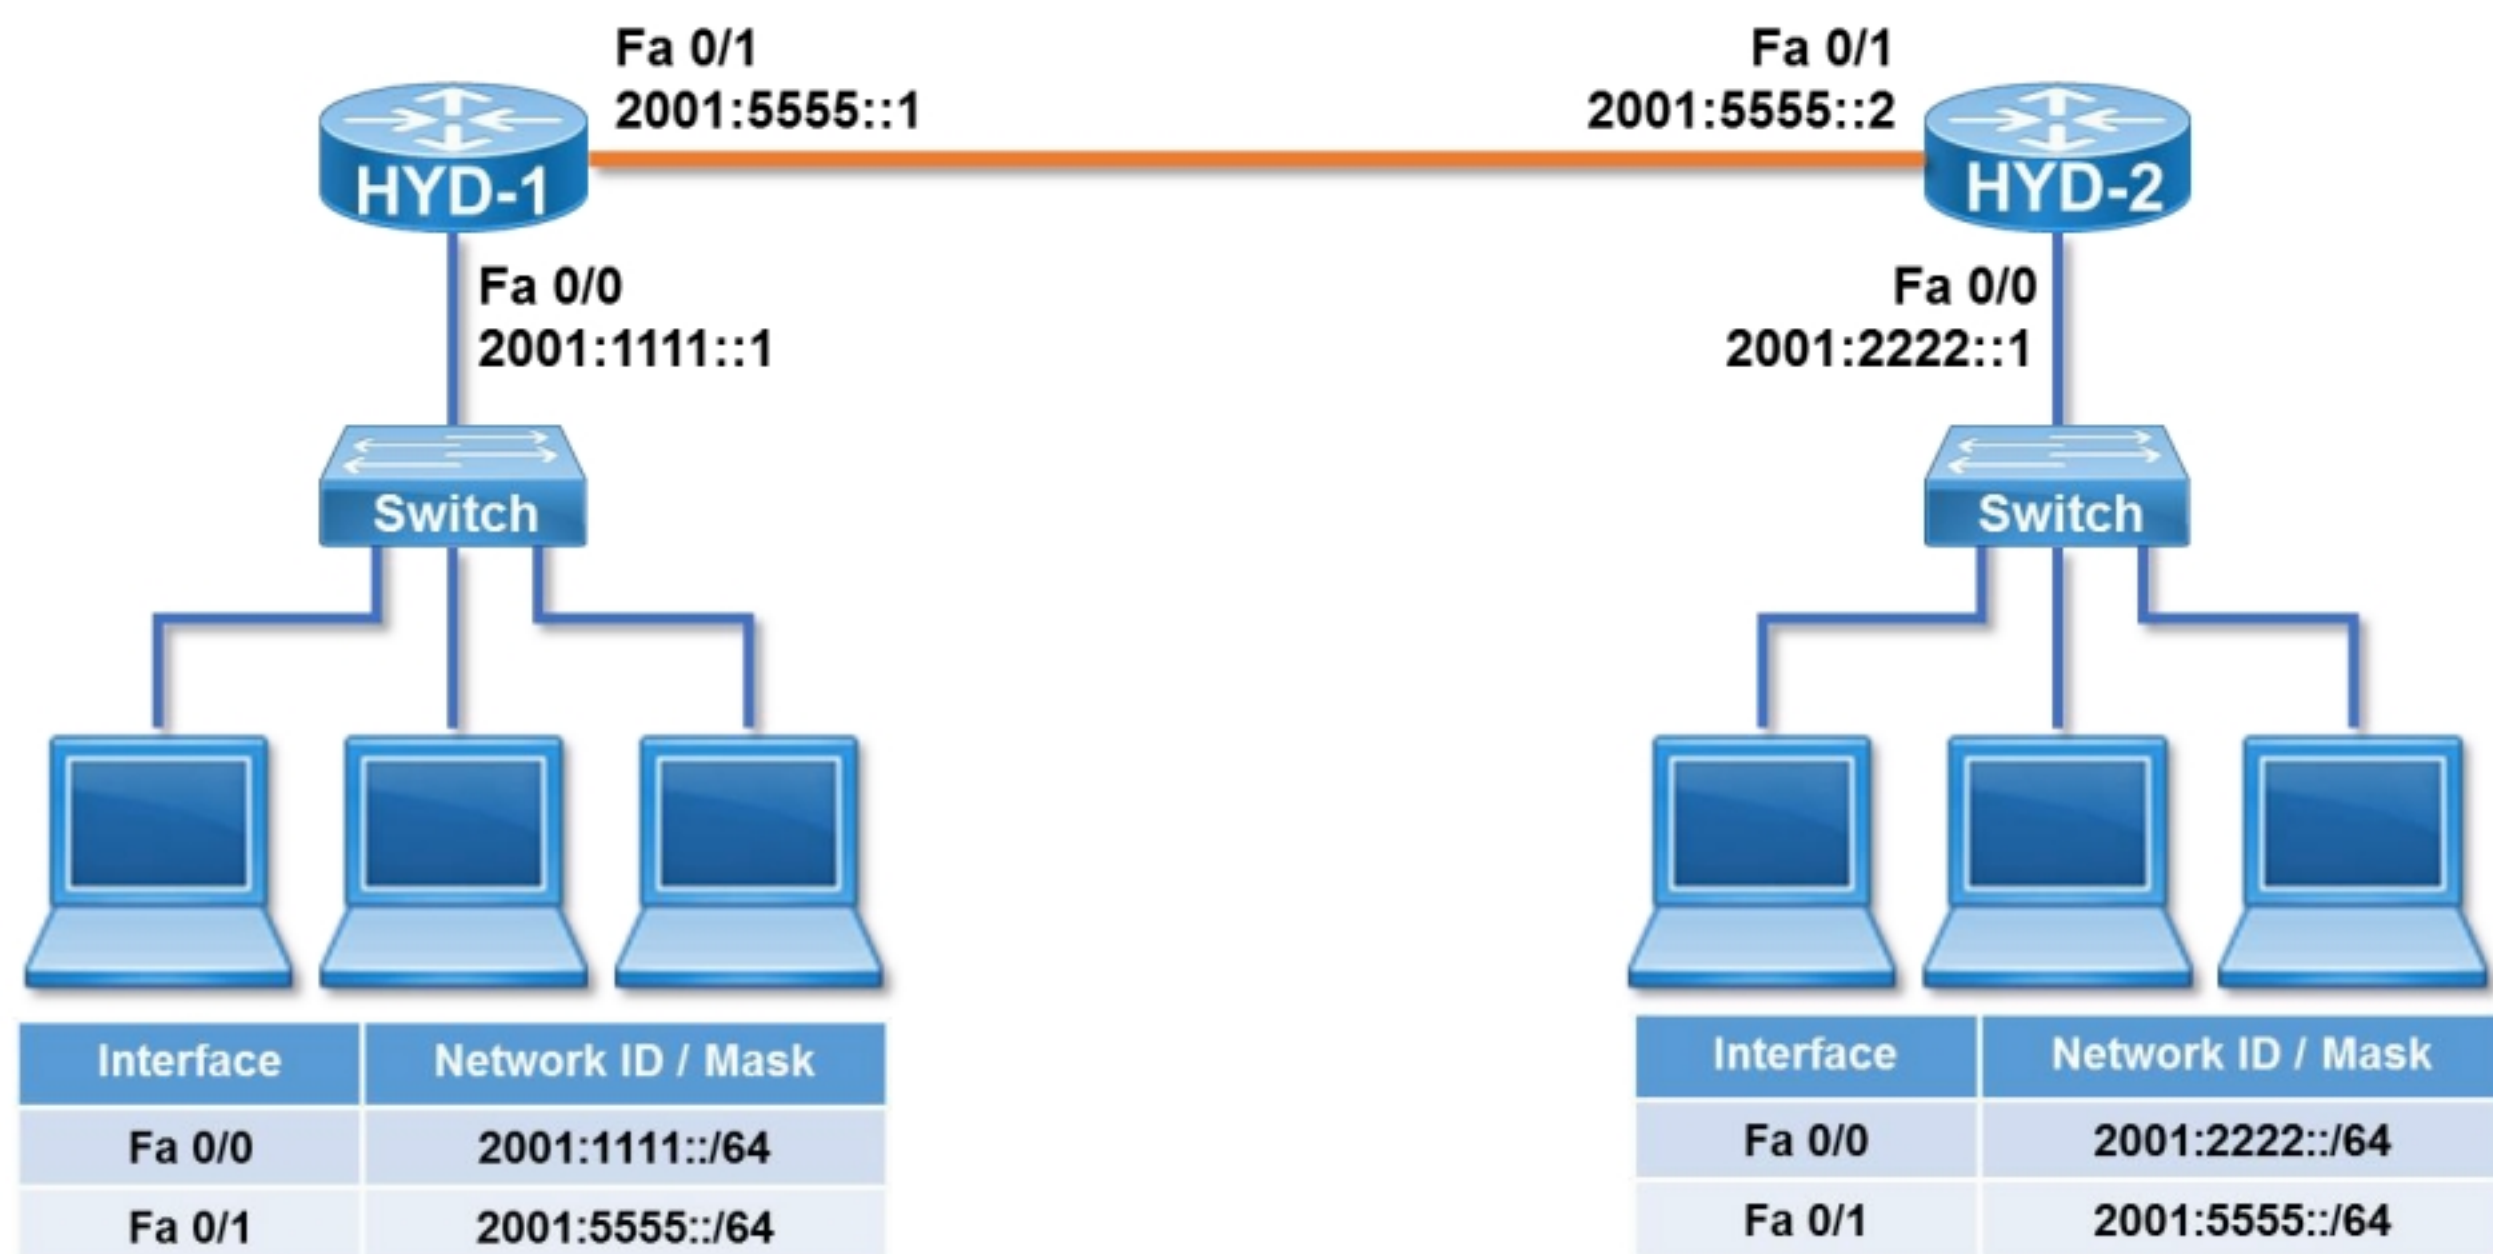 Fa 0/1
2001:5555::1
Fa 0/1
2001:5555::2
HYD-1
HYD-2
Fa 0/0
2001:1111::1
Fa 0/0
2001:2222::1
Switch
Switch
Interface Network ID / Mask
Fa 0/0 2001:1111::/64
Fa 0/1 2001:5555::/64
Interface Network ID / Mask
Fa 0/0 2001:2222::/64
Fa 0/1 2001:5555::/64